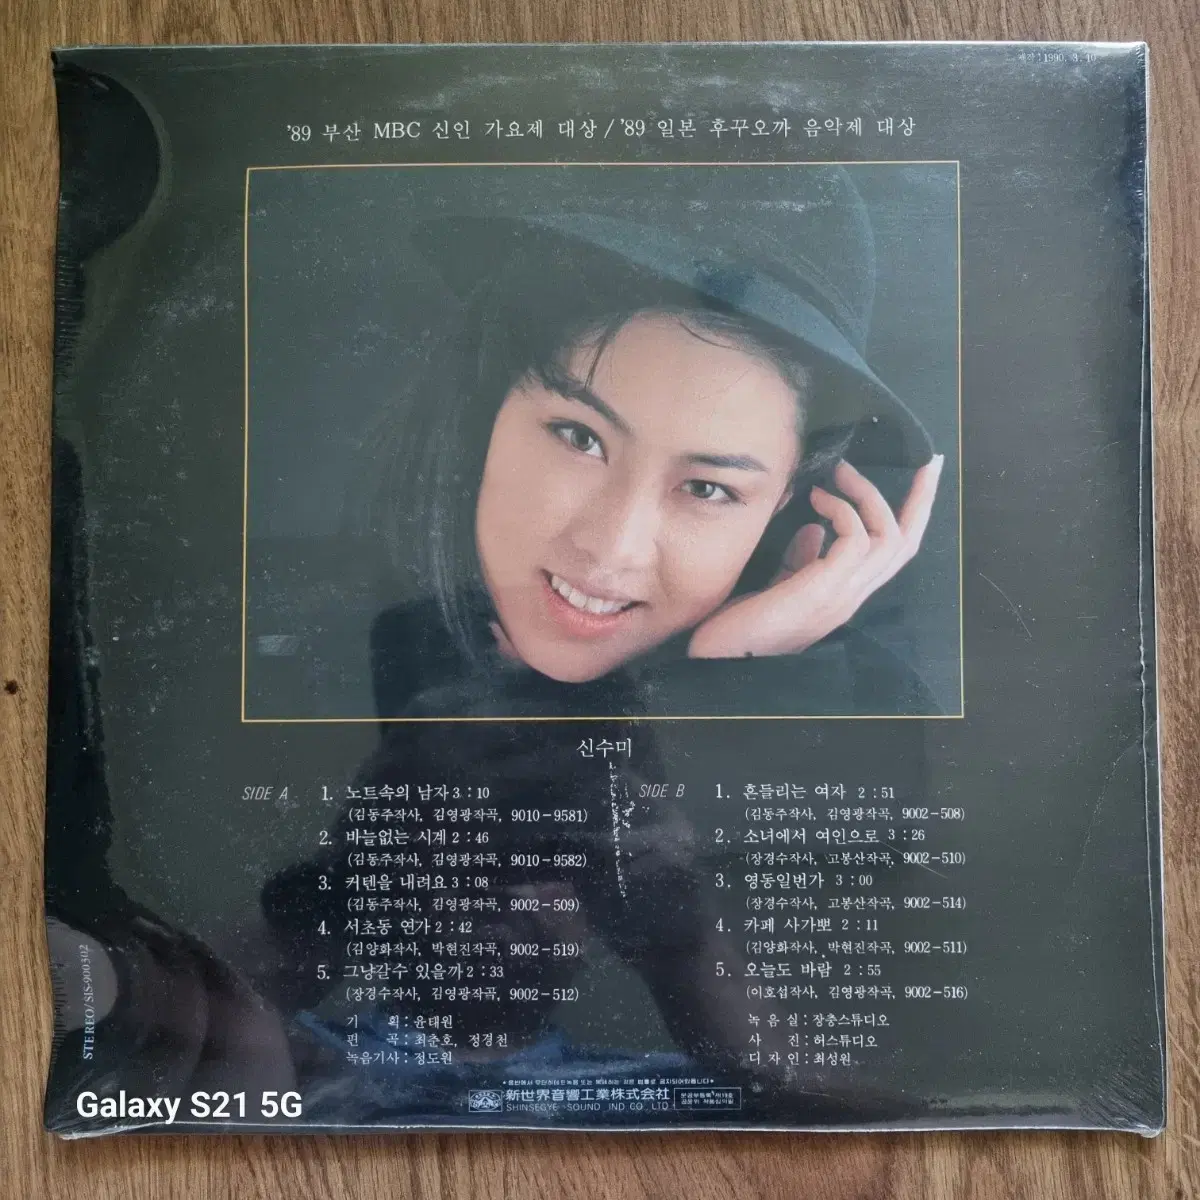 제작 : 1990. 3. 10
'89 부산 MBC 신인 가요제 대상 / '89 일본 후꾸오까 음악제 대상
신수미
SIDE A
1. 노트속의 남자 3 : 10
(김동주작사, 김영광작곡, 9010-9581)
2. 바늘없는 시계 2 : 46
(김동주작사, 김영광작곡, 9010-9582)
3. 커텐을 내려요 3 : 08
(김동주작사, 김영광작곡, 9002-509)
4. 서초동 연가 2 : 42
(김양화작사, 박현진작곡, 9002-519)
5. 그냥갈수 있을까 2 : 33
(장경수작사, 김영광작곡, 9002-512)
기 획 : 윤태원
편 곡 : 최춘호, 정경천
녹음기사 : 정도원
SIDE B
1. 흔들리는 여자 2 : 51
(김동주작사, 김영광작곡, 9002-508)
2. 소녀에서 여인으로 3 : 26
(장경수작사, 고봉산작곡, 9002-510)
3. 영동일번가 3 : 00
(장경수작사, 고봉산작곡, 9002-514)
4. 카페 사가뽀 2 : 11
(김양화작사, 박현진작곡, 9002-511)
5. 오늘도 바람 2 : 55
(이호섭작사, 김영광작곡, 9002-516)
녹 음 실 : 장충스튜디오
사 진 : 허스튜디오
디 자 인 : 최성원
STEREO/SIS-900302
新世界音響工業株式会社
SHINSEGYE SOUND IND CO. LTD.
Galaxy S21 5G